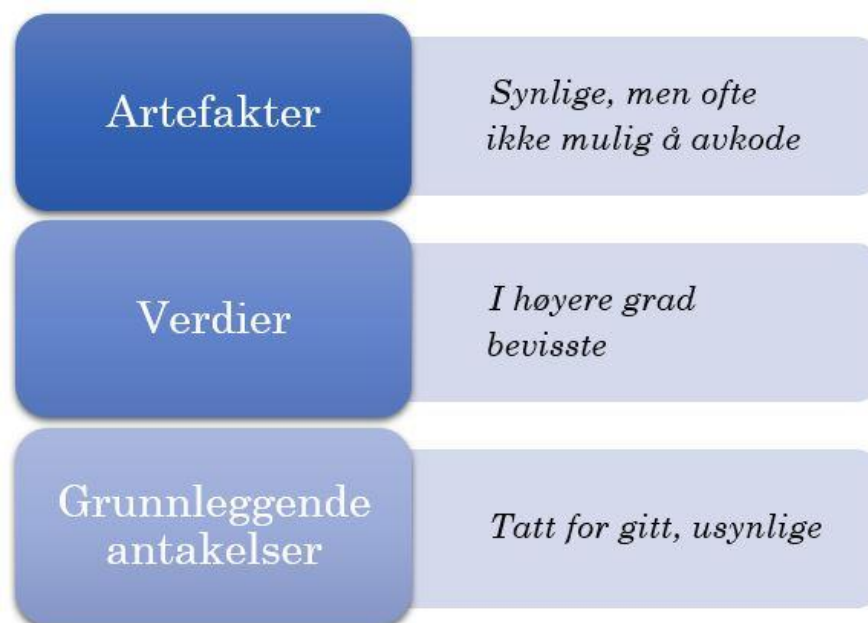 Artefakter
Synlige, men ofte
ikke mulig å avkode
Verdier
I høyere grad
bevisste
Grunnleggende
antakelser
Tatt for gitt, usynlige